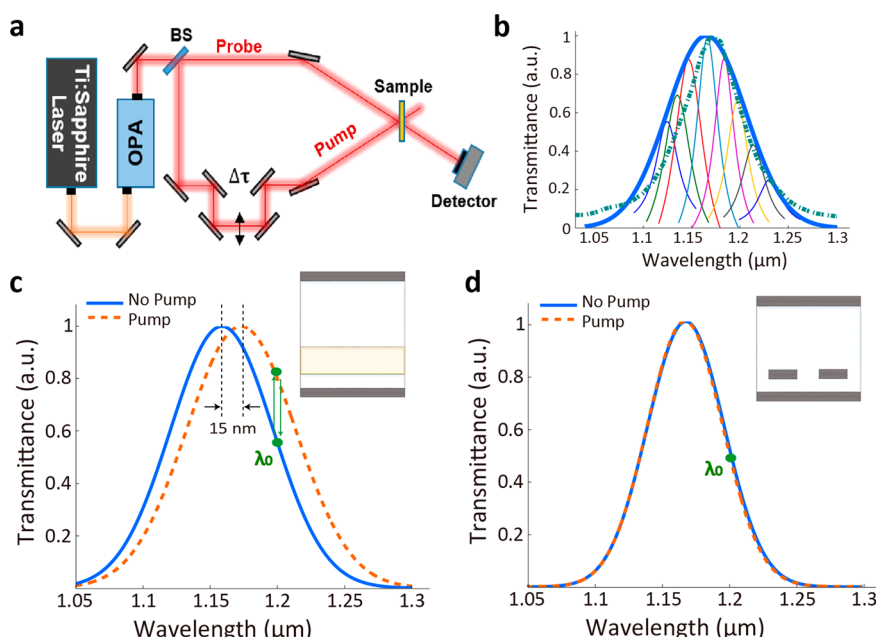 a
BS
Probe
Sample
Ti:Sapphire
Laser
OPA
Pump
Δτ
Detector
b
Transmittance (a.u.)
1
0.8
0.6
0.4
0.2
0
1.05
1.1
1.15
1.2
1.25
1.3
Wavelength (µm)
c
No Pump
Pump
Transmittance (a.u.)
1
0.8
0.6
0.4
0.2
15 nm
λ₀
1.05
1.1
1.15
1.2
1.25
1.3
Wavelength (µm)
d
No Pump
Pump
Transmittance (a.u.)
1
0.8
0.6
0.4
0.2
λ₀
1.05
1.1
1.15
1.2
1.25
1.3
Wavelength (µm)